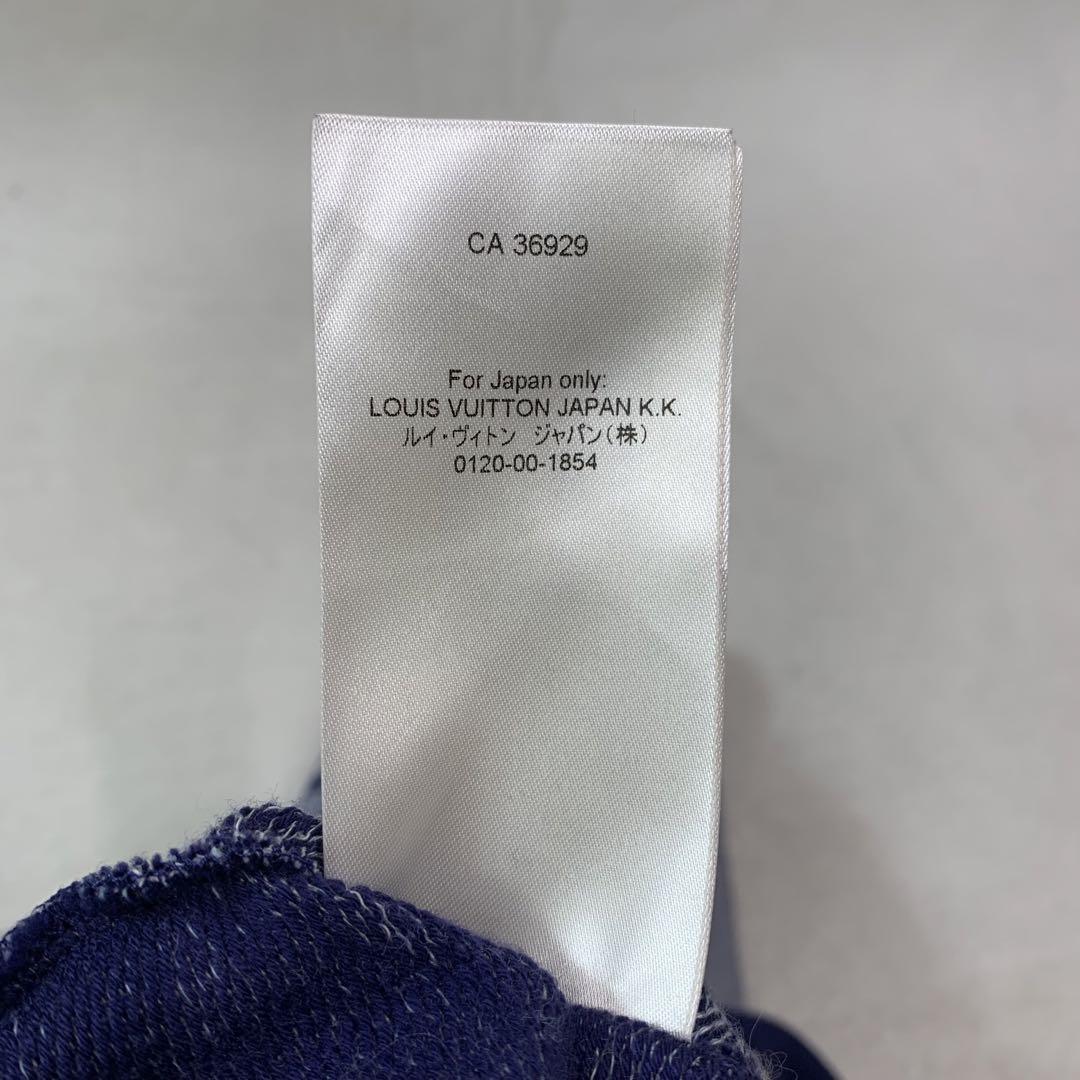 CA 36929
For Japan only:
LOUIS VUITTON JAPAN K.K.
ルイ・ヴィトン ジャパン(株)
0120-00-1854